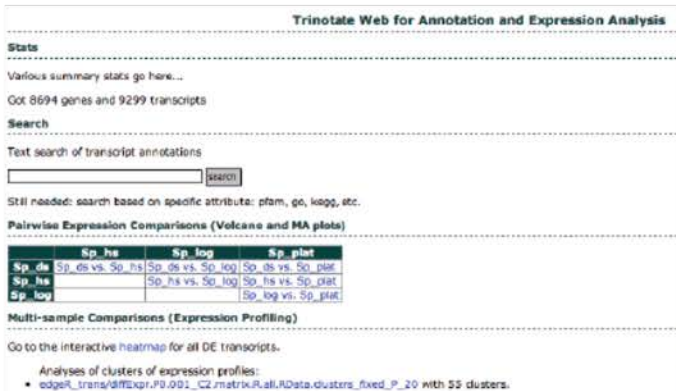 Trinotate Web for Annotation and Expression Analysis
Stats
Various summary stats go here...
Got 8694 genes and 9299 transcripts
Search
Text search of transcript annotations
search
Still needed: search based on specific attribute: pfam, go, kegg, etc.
Pairwise Expression Comparisons (Volcano and MA plots)
Sp_hs Sp_log Sp_plat
Sp_ds Sp_ds vs. Sp_hs Sp_ds vs. Sp_log Sp_ds vs. Sp_plat
Sp_hs Sp_hs vs. Sp_log Sp_hs vs. Sp_plat
Sp_log Sp_log vs. Sp_plat
Multi-sample Comparisons (Expression Profiling)
Go to the interactive heatmap for all DE transcripts.
Analyses of clusters of expression profiles:
• edgeR_trans/diffExpr.P0.001_C2.matrix.R.all.RData.clusters_fixed_P_20 with 55 clusters.